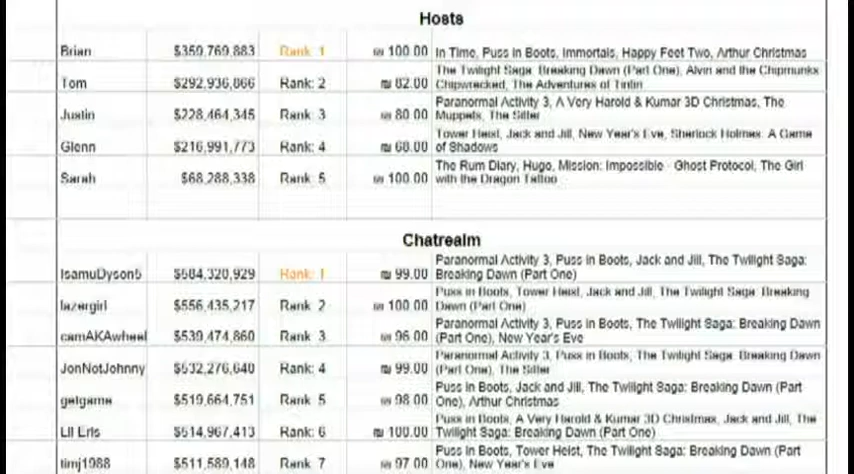 Hosts
Brian $359,769,883 Rank: 1 100.00 In Time, Puss in Boots, Immortals, Happy Feet Two, Arthur Christmas
Tom $292,936,866 Rank: 2 82.00 The Twilight Saga: Breaking Dawn (Part One), Alvin and the Chipmunks
Chipwrecked, The Adventures of Tintin
Justin $228,464,345 Rank: 3 80.00 Paranormal Activity 3, A Very Harold & Kumar 3D Christmas, The
Muppets, The Sitter
Glenn $216,991,773 Rank: 4 Tower Heist, Jack and Jill, New Year's Eve, Sherlock Holmes: A Game
of Shadows
Sarah $68,288,338 Rank: 5 100.00 The Rum Diary, Hugo, Mission: Impossible - Ghost Protocol, The Girl
with the Dragon Tattoo
Chatrealm
IsamuDyson5 $584,320,929 Rank: 1 99.00 Paranormal Activity 3, Puss in Boots, Jack and Jill, The Twilight Saga:
Breaking Dawn (Part One)
lazergirl $556,435,217 Rank: 2 100.00 Puss in Boots, Tower Heist, Jack and Jill, The Twilight Saga: Breaking
Dawn (Part One)
camAKAwheel $539,474,860 Rank: 3 96.00 Paranormal Activity 3, Puss in Boots, The Twilight Saga: Breaking Dawn
(Part One), New Year's Eve
JonNotJohnny $532,276,640 Rank: 4 99.00 Paranormal Activity 3, Puss in Boots, The Twilight Saga: Breaking Dawn
(Part One), The Sitter
$519,664,751 Rank: 5 98.00 Puss in Boots, Jack and Jill, The Twilight Saga: Breaking Dawn (Part
One), Arthur Christmas
Lil Eris $514,967,413 Rank: 6 100.00 Puss in Boots, A Very Harold & Kumar 3D Christmas, Jack and Jill, The
Twilight Saga: Breaking Dawn (Part One)
timj1988 $511,589,148 Rank: 7 97.00 Puss in Boots, Tower Heist, The Twilight Saga: Breaking Dawn (Part
One), New Year's Eve